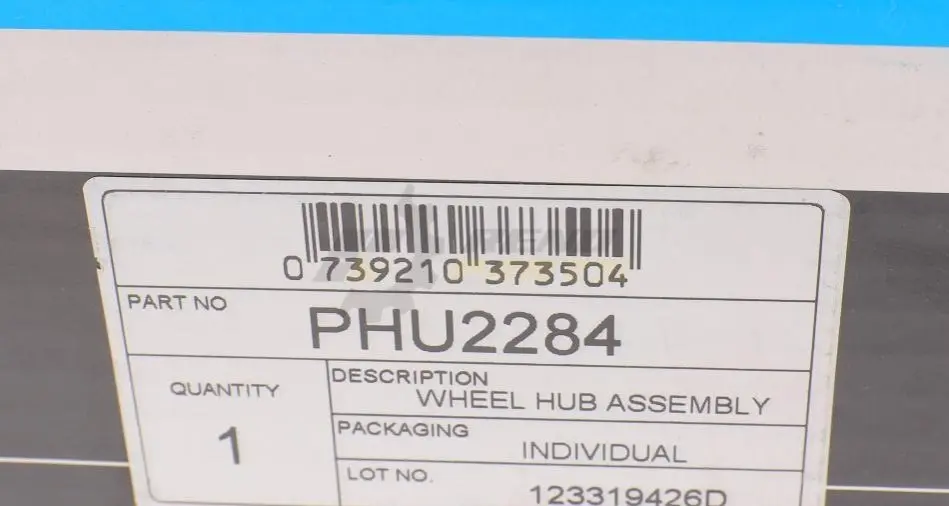 0 739210 373504
PART NO
PHU2284
QUANTITY
1
DESCRIPTION
WHEEL HUB ASSEMBLY
PACKAGING
INDIVIDUAL
LOT NO.
123319426D